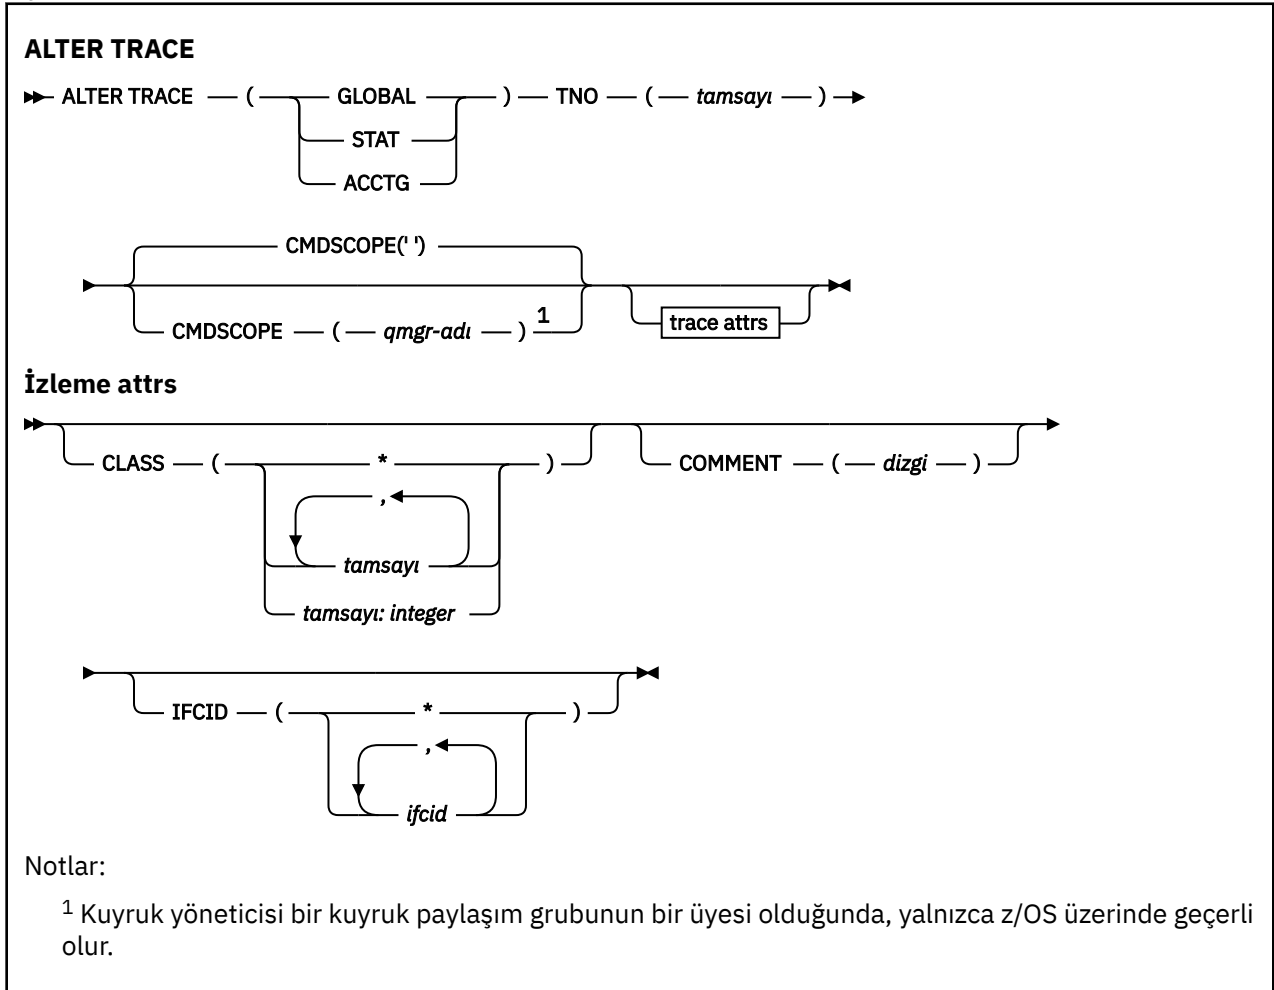 ALTER TRACE
ALTER TRACE ( GLOBAL ) TNO ( tamsayı )
STAT
ACCTG
CMDSCOPE(' ')
CMDSCOPE ( qmgr-adı ) 1
trace attrs
İzleme attrs
CLASS ( * ) COMMENT ( dizgi )
,
tamsayı
tamsayı: integer
IFCID ( * )
,
ifcid
Notlar:
1 Kuyruk yöneticisi bir kuyruk paylaşım grubunun bir üyesi olduğunda, yalnızca z/OS üzerinde geçerli
olur.